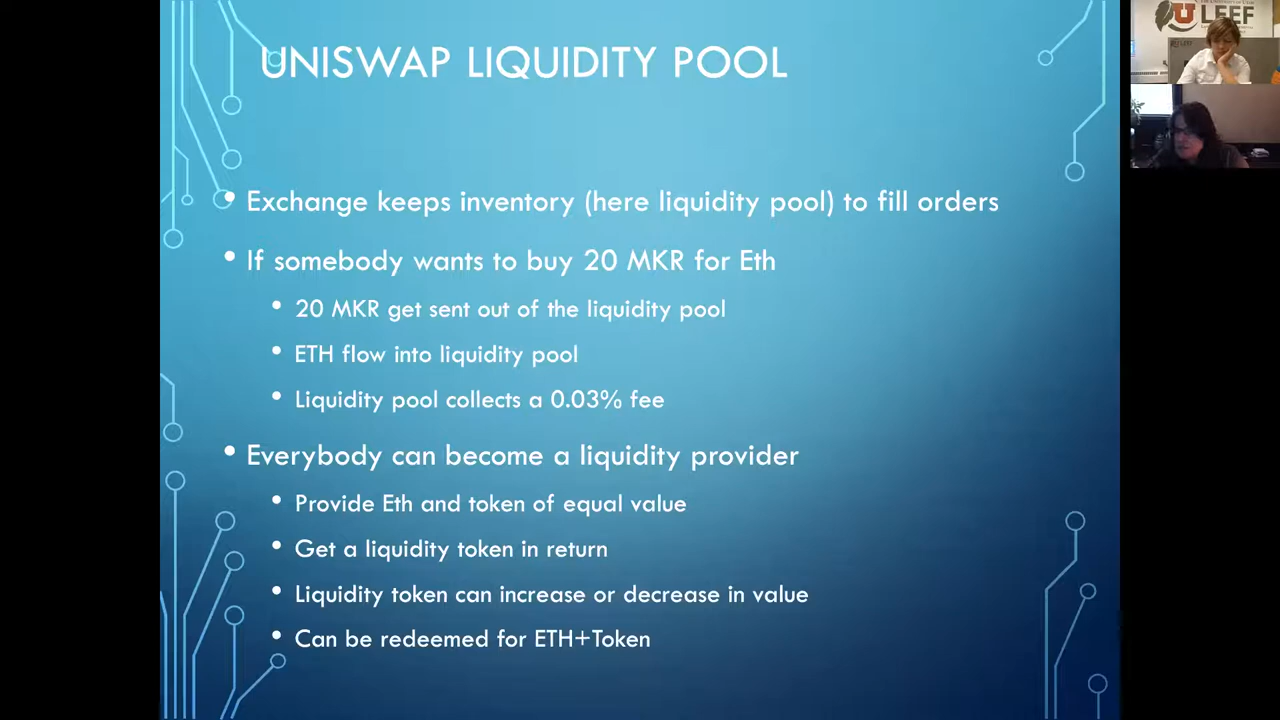 UNISWAP LIQUIDITY POOL
• Exchange keeps inventory (here liquidity pool) to fill orders
• If somebody wants to buy 20 MKR for Eth
• 20 MKR get sent out of the liquidity pool
• ETH flow into liquidity pool
• Liquidity pool collects a 0.03% fee
• Everybody can become a liquidity provider
• Provide Eth and token of equal value
• Get a liquidity token in return
• Liquidity token can increase or decrease in value
• Can be redeemed for ETH+Token
U LEEF